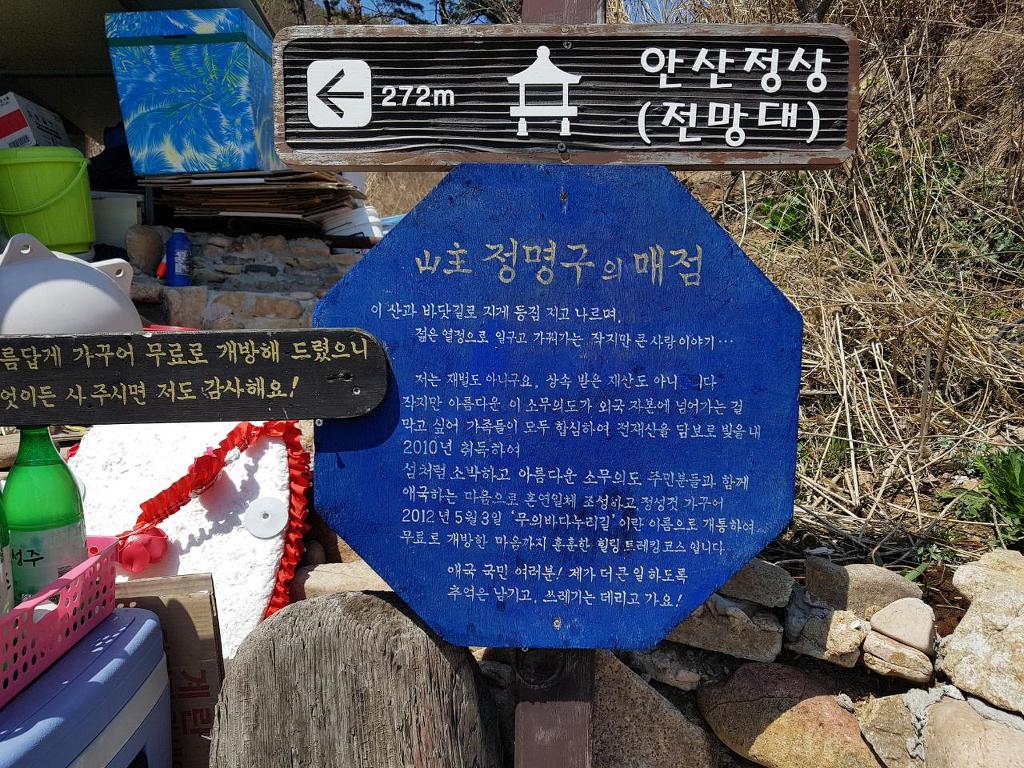 272m
안산정상
(전망대)
山主 정명구의 매점
이 산과 바닷길로 지게 등짐 지고 나르며,
젊은 열정으로 일구고 가꿔가는 작지만 큰 사랑 이야기…
저는 재벌도 아니구요, 상속 받은 재산도 아니 니다
작지만 아름다운 이 소무의도가 외국 자본에 넘어가는 걸
막고 싶어 가족들이 모두 합심하여 전재산을 담보로 빚을 내
2010년 취득하여
섬처럼 소박하고 아름다운 소무의도 주민분들과 함께
애국하는 마음으로 혼연일체 조성하고 정성껏 가꾸어
2012년 5월 3일 '무의바다누리길' 이란 이름으로 개통하여,
무료로 개방한 마음까지 훈훈한 힐링 트레킹코스 입니다.
애국 국민 여러분! 제가 더 큰 일 하도록
추억은 남기고, 쓰레기는 데리고 가요!
름답게 가꾸어 무료로 개방해 드렸으니
엇이든 사 주시면 저도 감사해요!
성주